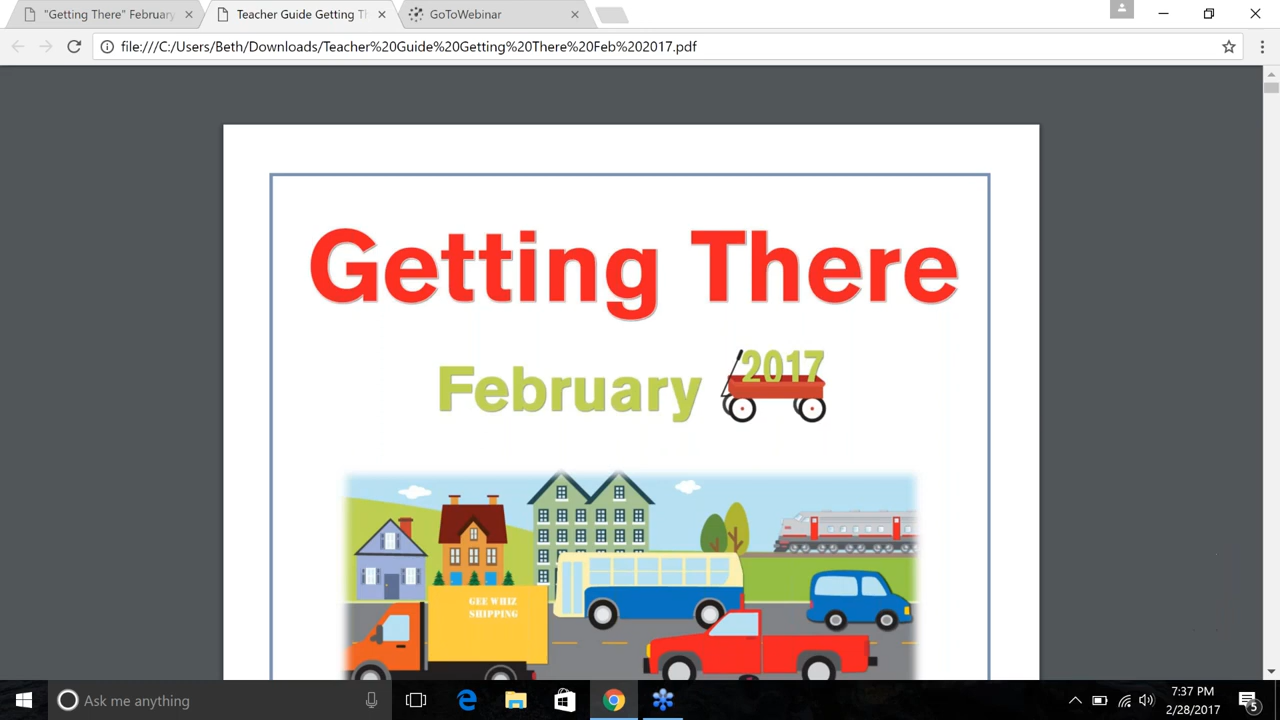 "Getting There" February
Teacher Guide Getting Th
GoToWebinar
file:///C:/Users/Beth/Downloads/Teacher%20Guide%20Getting%20There%20Feb%202017.pdf
Getting There
February 2017
GEE WHIZ
SHIPPING
Ask me anything
7:37 PM
2/28/2017
5